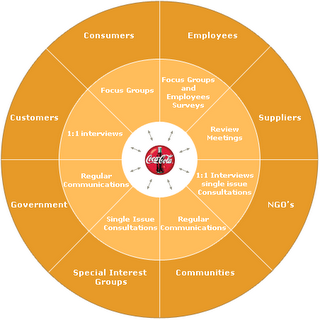 Consumers
Employees
Focus Groups
Focus Groups
and
Employees
Surveys
Customers
Suppliers
1:1 interviews
Review
Meetings
Coca-Cola
Regular
Communications
1:1 Interviews
single issue
Consultations
Government
NGO's
Single Issue
Consultations
Regular
Communications
Special Interest
Groups
Communities